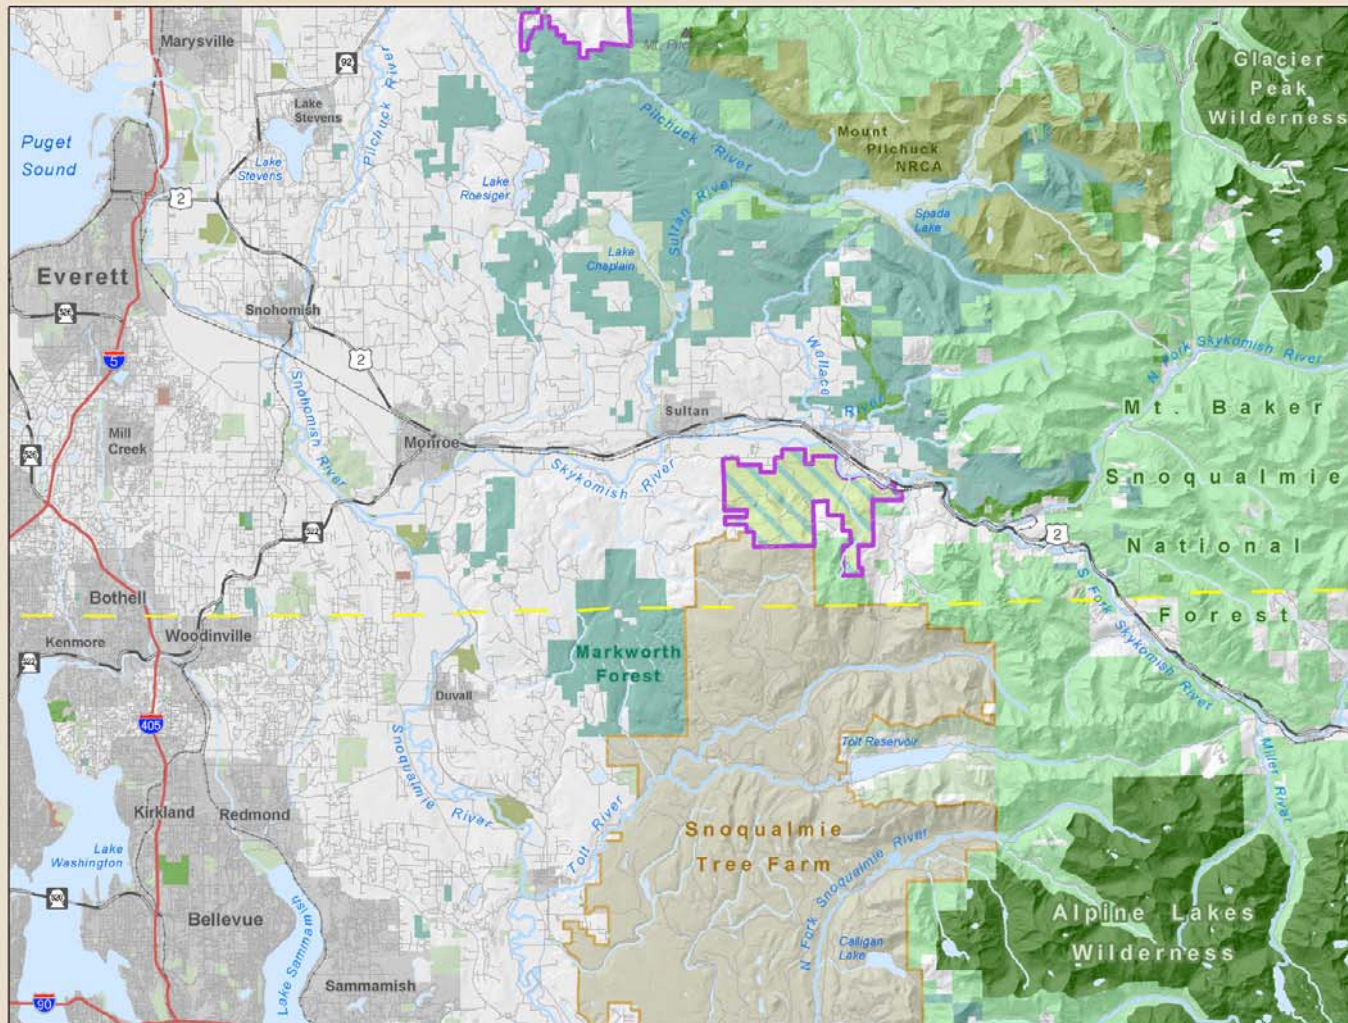 Marysville
92
Lake
Stevens
Pilchuck River
Puget
Sound
Lake
Stevens
2
Everett
526
Snohomish
5
2
Snohomish River
Mill
Creek
Monroe
522
Bothell
Kenmore
Woodinville
522
405
Duvall
Snoqualmie River
Kirkland
Redmond
Lake
Washington
520
Bellevue
Lake Sammamish
Sammamish
90
Mt. Pilchuck
Pilchuck River
Mount
Pilchuck
NRCA
Glacier
Peak
Wilderness
Lake
Roesiger
Sultan River
Lake
Chaplain
Spada
Lake
Wallace
River
Sultan
Skykomish River
N Fork Skykomish River
Mt. Baker
Snoqualmie
National
Forest
2
S Fork Skykomish River
Miller River
Markworth
Forest
Tolt Reservoir
Tolt River
Snoqualmie
Tree Farm
N Fork Snoqualmie River
Calligan
Lake
Alpine Lakes
Wilderness